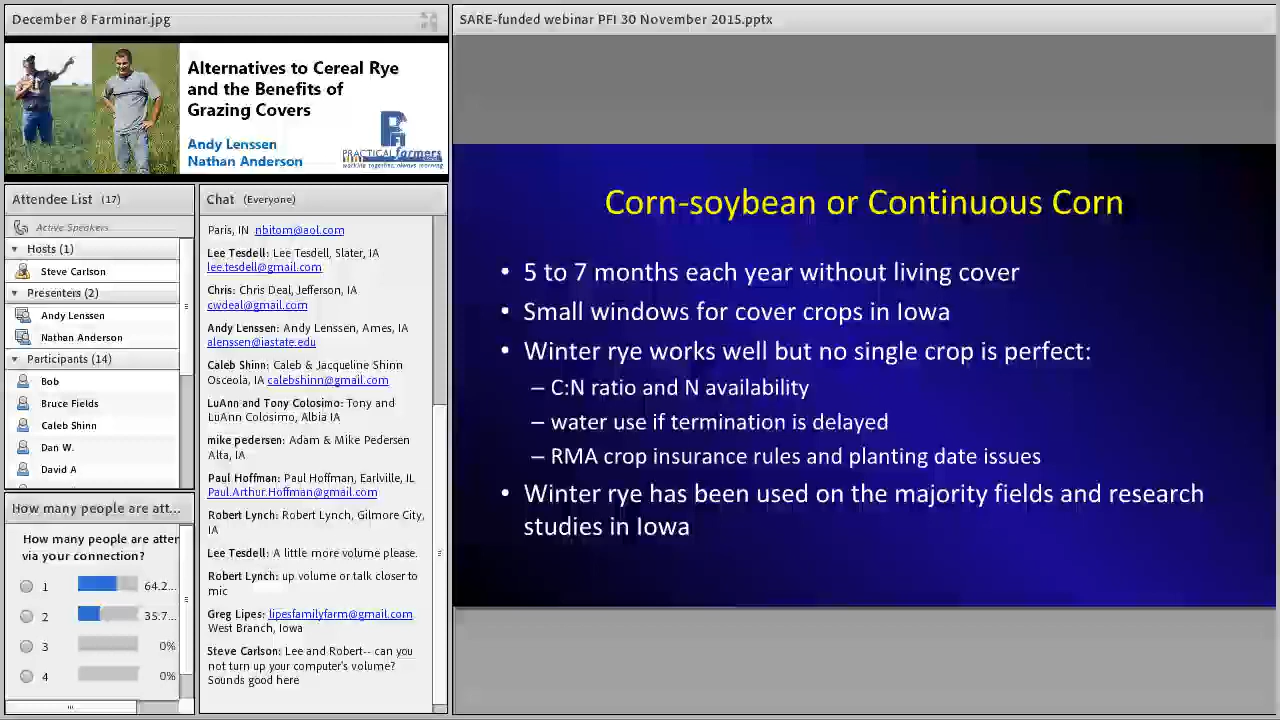 December 8 Farminar.jpg
Alternatives to Cereal Rye
and the Benefits of
Grazing Covers
Andy Lenssen
Nathan Anderson
PRACTICAL farmers
working together, always learning
Attendee List (17)
Active Speakers
Hosts (1)
Steve Carlson
Presenters (2)
Andy Lenssen
Nathan Anderson
Participants (14)
Bob
Bruce Fields
Caleb Shinn
Dan W.
David A
How many people are att...
How many people are atten
via your connection?
1 64.2...
2 35.7...
3 0%
4 0%
Chat (Everyone)
Paris, IN nbitom@aol.com
Lee Tesdell: Lee Tesdell, Slater, IA
lee.tesdell@gmail.com
Chris: Chris Deal, Jefferson, IA
cwdeal@gmail.com
Andy Lenssen: Andy Lenssen, Ames, IA
alenssen@iastate.edu
Caleb Shinn: Caleb & Jacqueline Shinn
Osceola, IA calebshinn@gmail.com
LuAnn and Tony Colosimo: Tony and
LuAnn Colosimo, Albia IA
mike pedersen: Adam & Mike Pedersen
Alta, IA
Paul Hoffman: Paul Hoffman, Earlville, IL
Paul.Arthur.Hoffman@gmail.com
Robert Lynch: Robert Lynch, Gilmore City,
IA
Lee Tesdell: A little more volume please.
Robert Lynch: up volume or talk closer to
mic
Greg Lipes: lipesfamilyfarm@gmail.com
West Branch, Iowa
Steve Carlson: Lee and Robert-- can you
not turn up your computer's volume?
Sounds good here
SARE-funded webinar PFI 30 November 2015.pptx
Corn-soybean or Continuous Corn
• 5 to 7 months each year without living cover
• Small windows for cover crops in Iowa
• Winter rye works well but no single crop is perfect:
– C:N ratio and N availability
– water use if termination is delayed
– RMA crop insurance rules and planting date issues
• Winter rye has been used on the majority fields and research
studies in Iowa